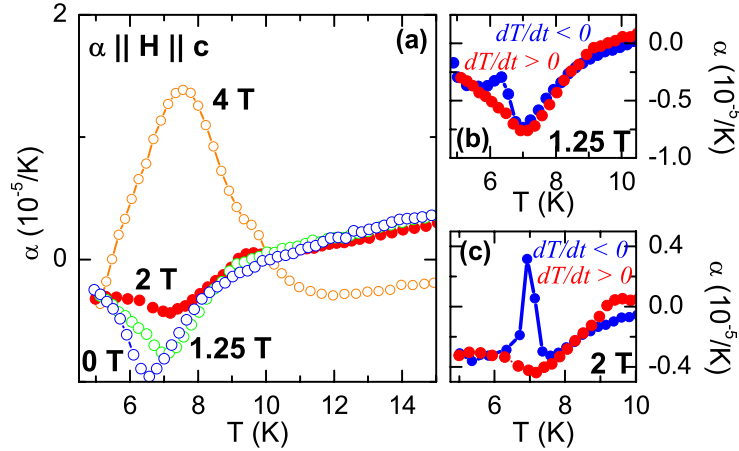 2
(a)
α || H || c
4 T
α (10⁻⁵/K)
0
2 T
1.25 T
0 T
6 8 10 12 14
T (K)
dT/dt < 0
dT/dt > 0
0.0
-0.5
-1.0
α (10⁻⁵/K)
(b)
1.25 T
6 8 10
T (K)
(c)
dT/dt < 0
dT/dt > 0
0.4
0.0
-0.4
α (10⁻⁵/K)
2 T
6 8 10
T (K)